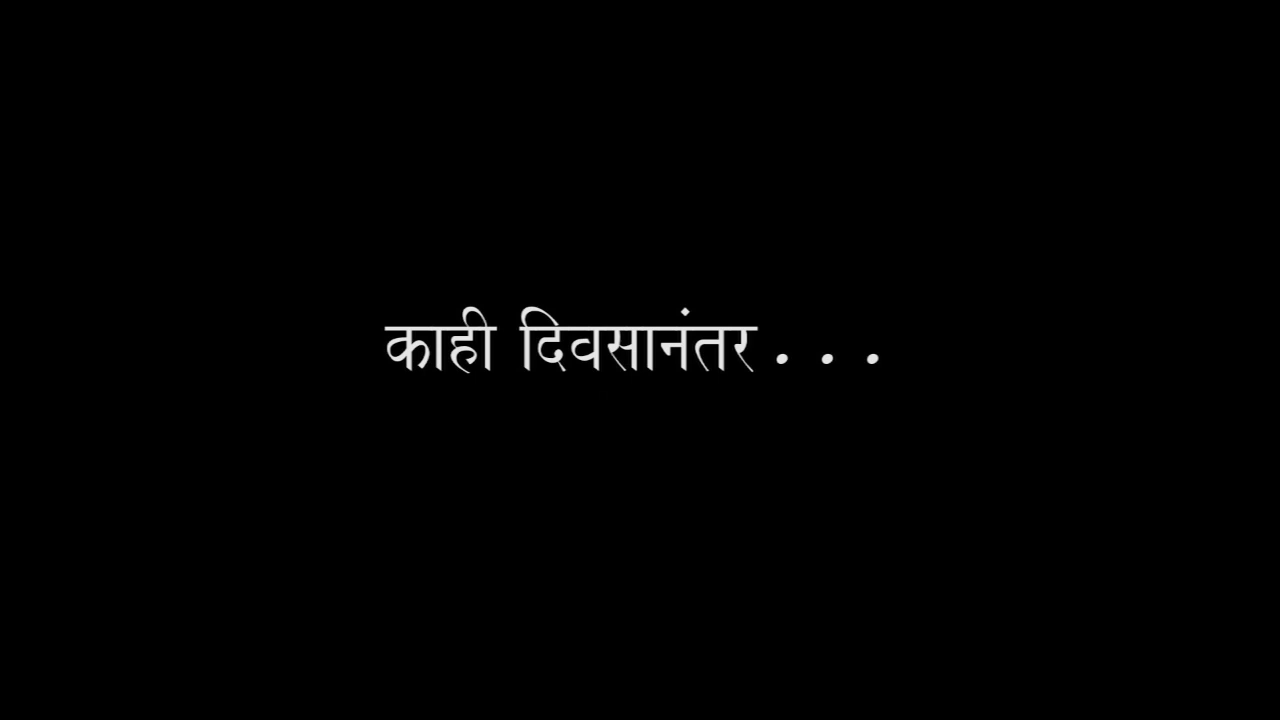 काही दिवसानंतर . . .